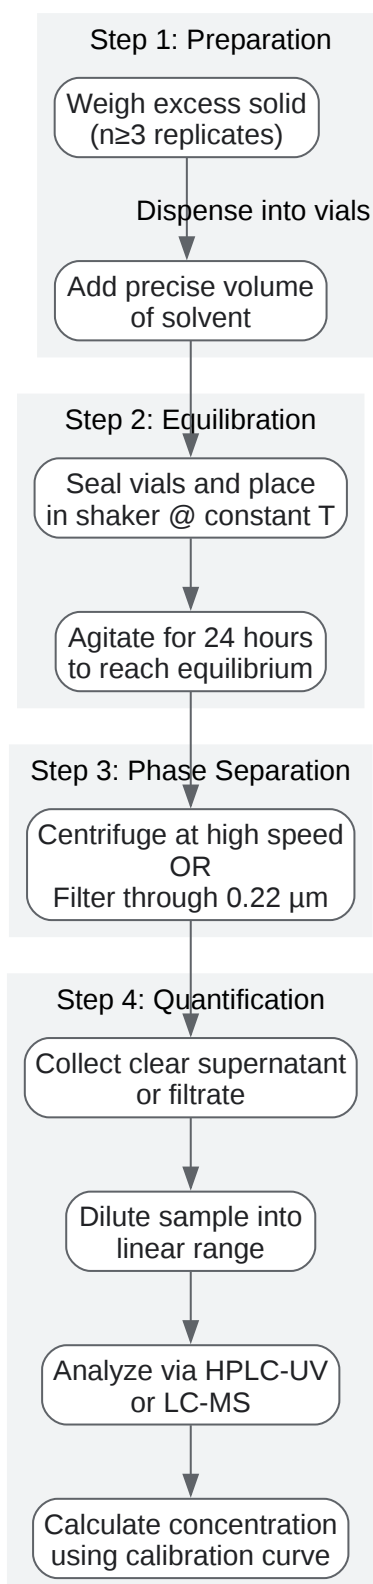 Step 1: Preparation
Weigh excess solid
(n≥3 replicates)
Dispense into vials
Add precise volume
of solvent
Step 2: Equilibration
Seal vials and place
in shaker @ constant T
Agitate for 24 hours
to reach equilibrium
Step 3: Phase Separation
Centrifuge at high speed
OR
Filter through 0.22 µm
Step 4: Quantification
Collect clear supernatant
or filtrate
Dilute sample into
linear range
Analyze via HPLC-UV
or LC-MS
Calculate concentration
using calibration curve